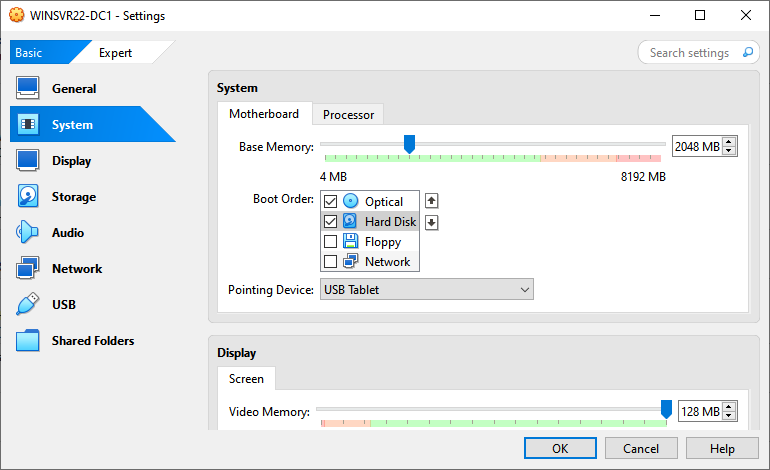 WINSVR22-DC1 - Settings
Basic Expert Search settings
General
System
Display
Storage
Audio
Network
USB
Shared Folders
System
Motherboard Processor
Base Memory: 2048 MB
4 MB 8192 MB
Boot Order: Optical
Hard Disk
Floppy
Network
Pointing Device: USB Tablet
Display
Screen
Video Memory: 128 MB
OK Cancel Help